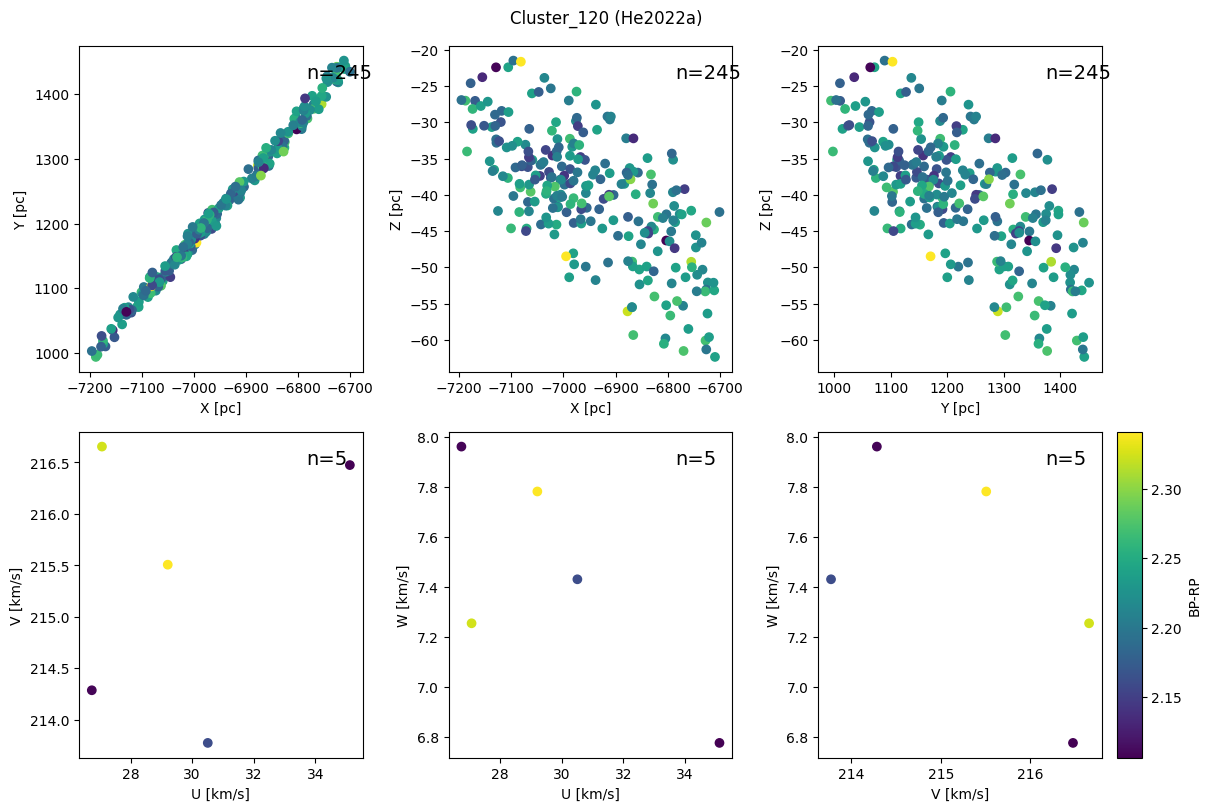 Cluster_120 (He2022a)
n=245
1400
1300
1200
1100
1000
Y [pc]
−7200 −7100 −7000 −6900 −6800 −6700
X [pc]
n=245
−20
−25
−30
−35
−40
−45
−50
−55
−60
Z [pc]
−7200 −7100 −7000 −6900 −6800 −6700
X [pc]
n=245
−20
−25
−30
−35
−40
−45
−50
−55
−60
Z [pc]
1000 1100 1200 1300 1400
Y [pc]
n=5
216.5
216.0
215.5
215.0
214.5
214.0
V [km/s]
28 30 32 34
U [km/s]
n=5
8.0
7.8
7.6
7.4
7.2
7.0
6.8
W [km/s]
28 30 32 34
U [km/s]
n=5
8.0
7.8
7.6
7.4
7.2
7.0
6.8
W [km/s]
214 215 216
V [km/s]
2.30
2.25
2.20
2.15
BP-RP